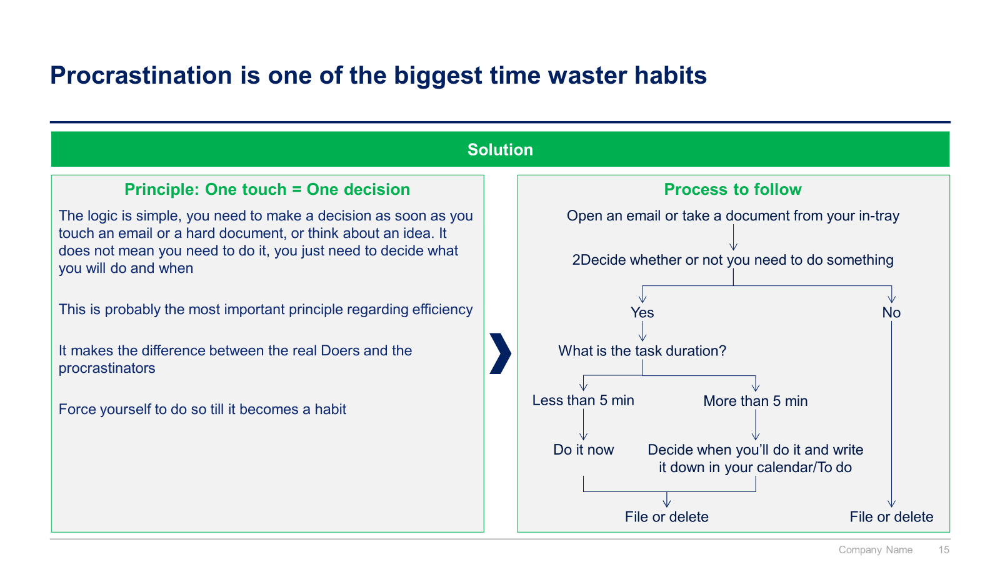 Procrastination is one of the biggest time waster habits
Solution
Principle: One touch = One decision
The logic is simple, you need to make a decision as soon as you
touch an email or a hard document, or think about an idea. It
does not mean you need to do it, you just need to decide what
you will do and when
This is probably the most important principle regarding efficiency
It makes the difference between the real Doers and the
procrastinators
Force yourself to do so till it becomes a habit
Process to follow
Open an email or take a document from your in-tray
2Decide whether or not you need to do something
Yes
No
What is the task duration?
Less than 5 min
More than 5 min
Do it now
Decide when you’ll do it and write
it down in your calendar/To do
File or delete
File or delete
Company Name
15